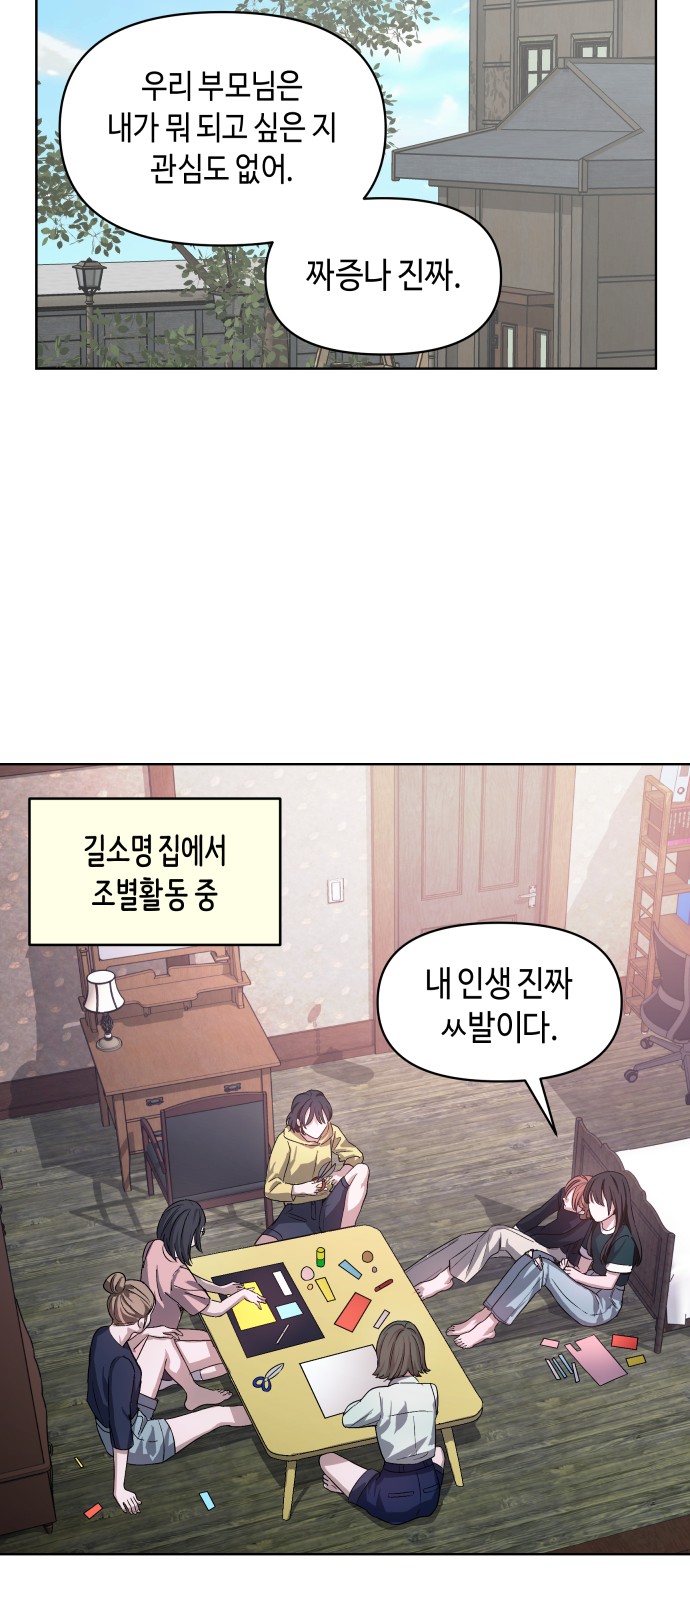 우리 부모님은
내가 뭐 되고 싶은 지
관심도 없어.
짜증나 진짜.
길소명 집에서
조별활동 중
내 인생 진짜
ㅆ발이다.